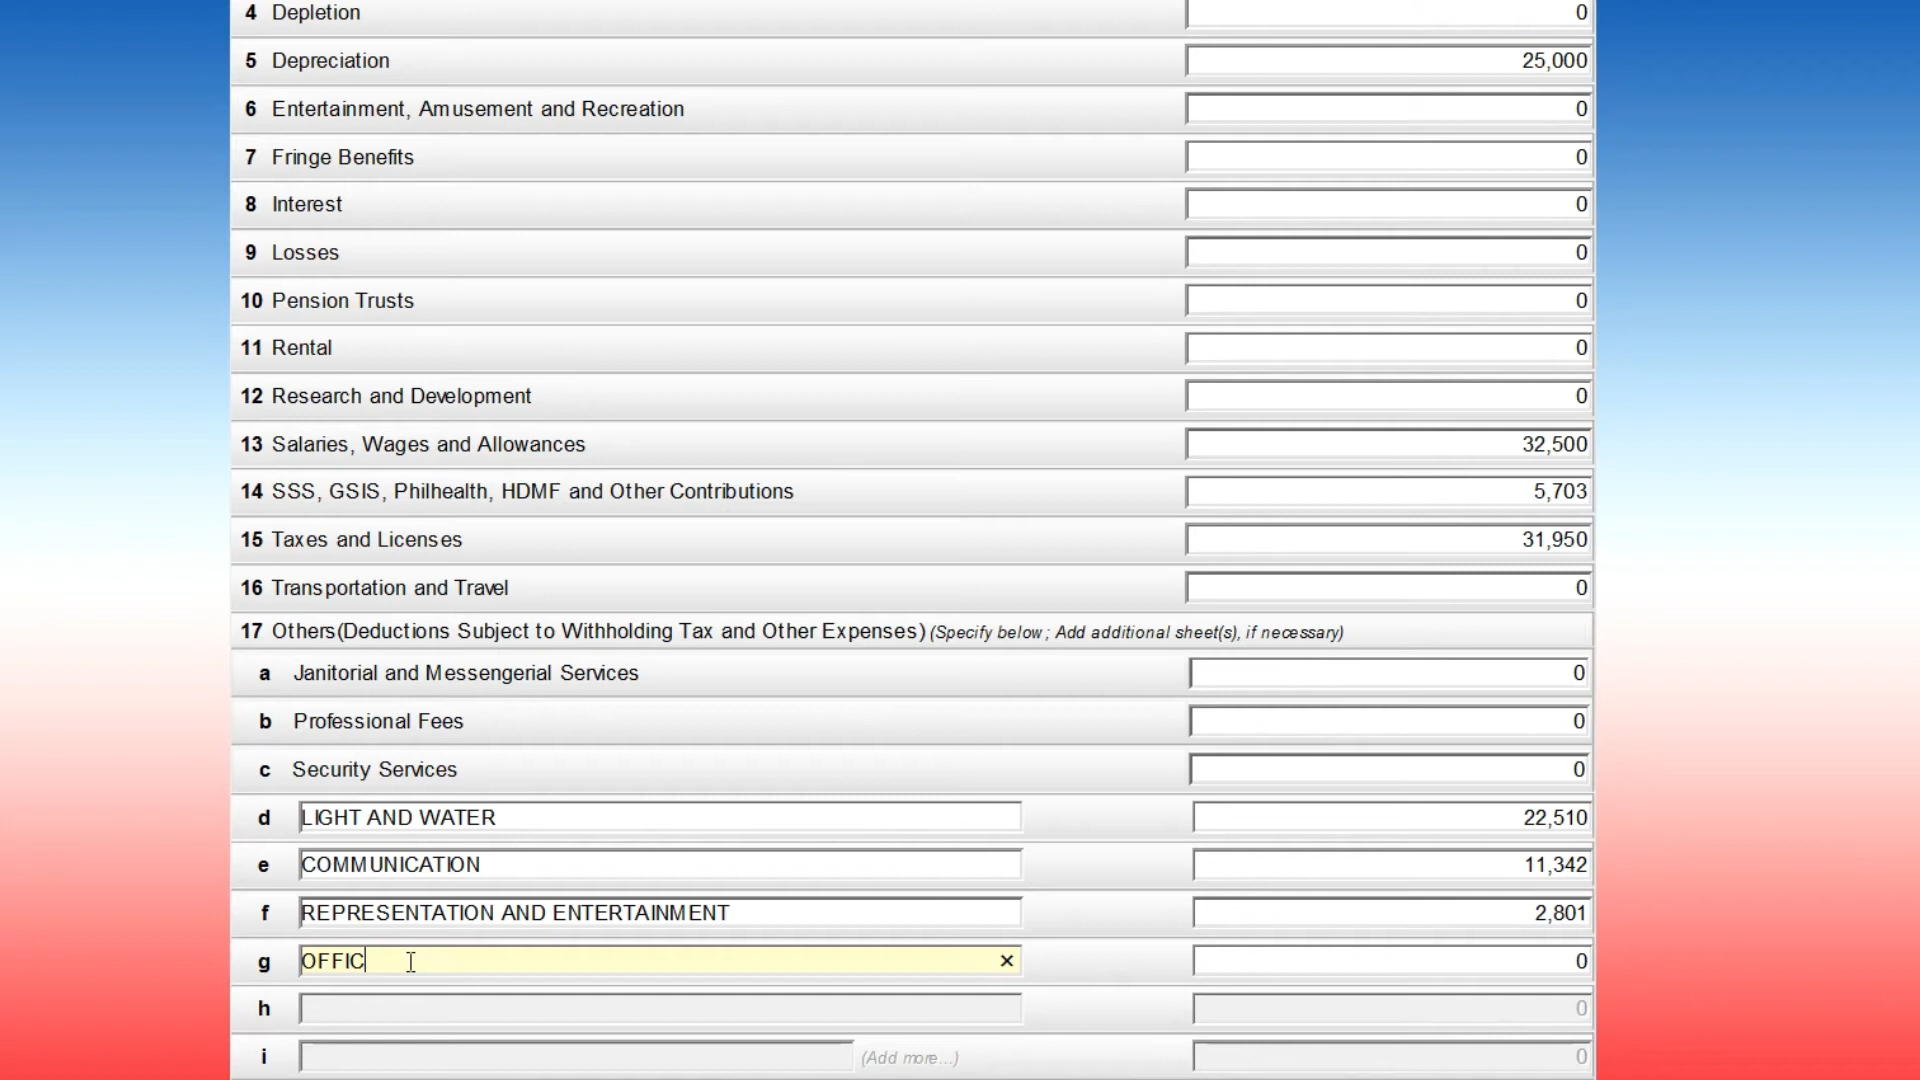 4 Depletion 0
5 Depreciation 25,000
6 Entertainment, Amusement and Recreation 0
7 Fringe Benefits 0
8 Interest 0
9 Losses 0
10 Pension Trusts 0
11 Rental 0
12 Research and Development 0
13 Salaries, Wages and Allowances 32,500
14 SSS, GSIS, Philhealth, HDMF and Other Contributions 5,703
15 Taxes and Licenses 31,950
16 Transportation and Travel 0
17 Others(Deductions Subject to Withholding Tax and Other Expenses) (Specify below; Add additional sheet(s), if necessary)
a Janitorial and Messengerial Services 0
b Professional Fees 0
c Security Services 0
d LIGHT AND WATER 22,510
e COMMUNICATION 11,342
f REPRESENTATION AND ENTERTAINMENT 2,801
g OFFIC 0
h 0
i (Add more...) 0